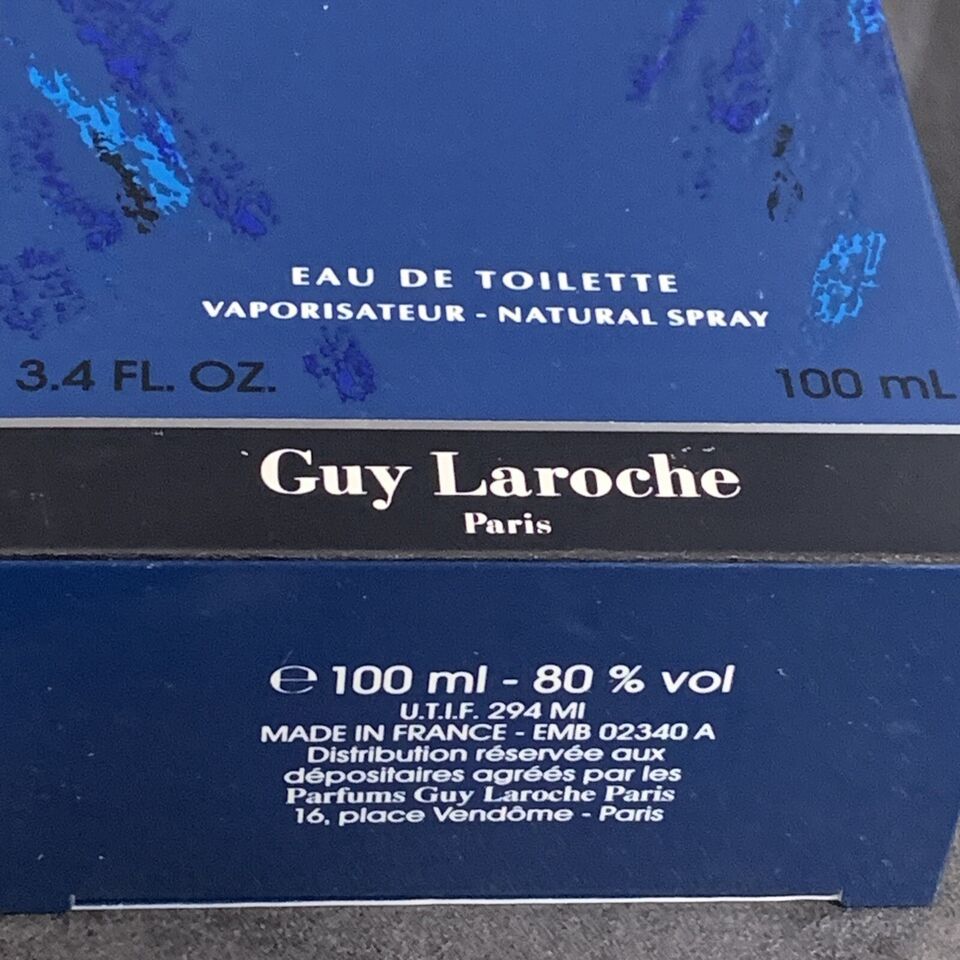 EAU DE TOILETTE
VAPORISATEUR - NATURAL SPRAY
3.4 FL. OZ. 100 mL
Guy Laroche
Paris
℮ 100 ml - 80 % vol
U.T.I.F. 294 MI
MADE IN FRANCE - EMB 02340 A
Distribution réservée aux
dépositaires agréés par les
Parfums Guy Laroche Paris
16, place Vendôme - Paris